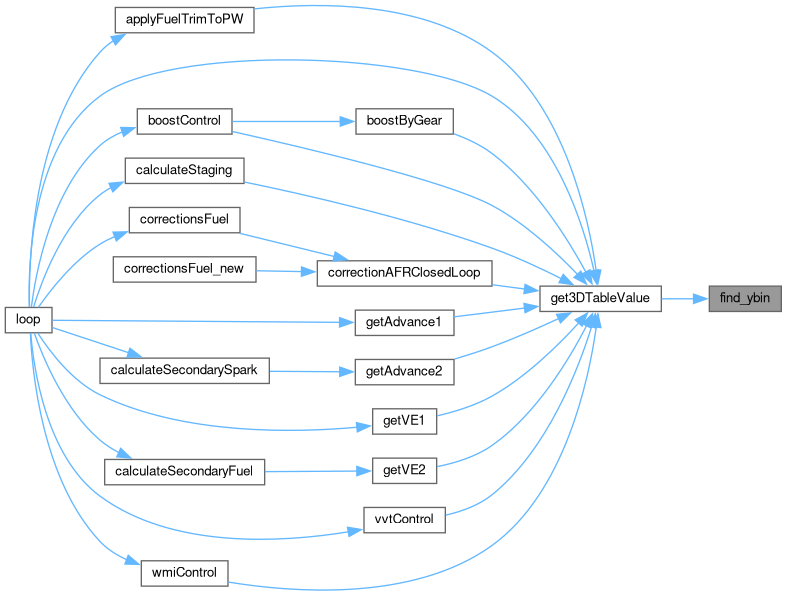 applyFuelTrimToPW
boostControl
boostByGear
calculateStaging
correctionsFuel
correctionsFuel_new
correctionAFRClosedLoop
get3DTableValue
find_ybin
loop
getAdvance1
calculateSecondarySpark
getAdvance2
getVE1
calculateSecondaryFuel
getVE2
vvtControl
wmiControl